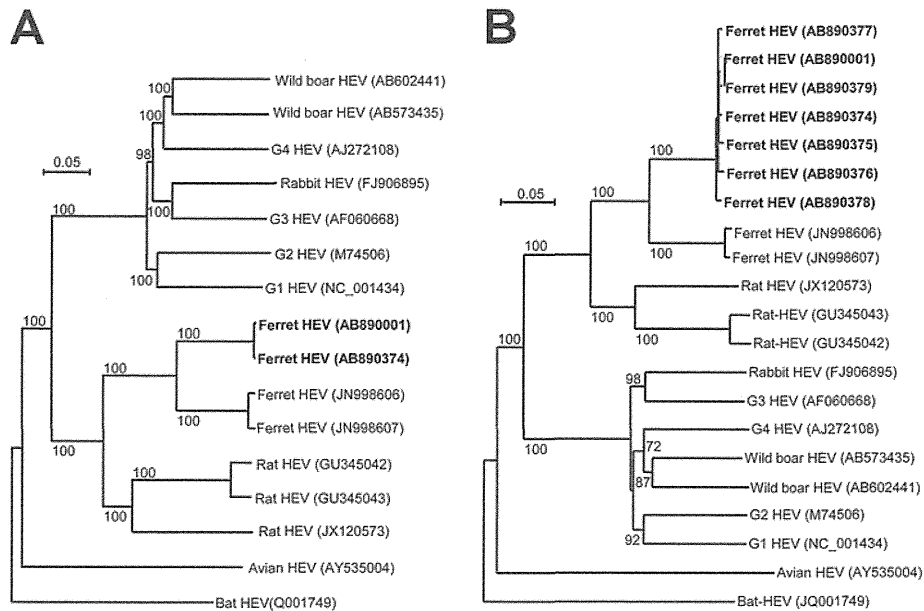 A
Wild boar HEV (AB602441)
100
100
Wild boar HEV (AB573435)
98
G4 HEV (AJ272108)
0.05
Rabbit HEV (FJ906895)
100
100
G3 HEV (AF060668)
G2 HEV (M74506)
100
G1 HEV (NC_001434)
100
Ferret HEV (AB890001)
100
Ferret HEV (AB890374)
100
Ferret HEV (JN998606)
100
Ferret HEV (JN998607)
100
Rat HEV (GU345042)
100
Rat HEV (GU345043)
100
Rat HEV (JX120573)
Avian HEV (AY535004)
Bat HEV(Q001749)
B
Ferret HEV (AB890377)
Ferret HEV (AB890001)
Ferret HEV (AB890379)
Ferret HEV (AB890374)
100
Ferret HEV (AB890375)
100
Ferret HEV (AB890376)
0.05
100
Ferret HEV (AB890378)
100
Ferret HEV (JN998606)
100
Ferret HEV (JN998607)
Rat HEV (JX120573)
100
Rat-HEV (GU345043)
100
Rat-HEV (GU345042)
100
Rabbit HEV (FJ906895)
98
G3 HEV (AF060668)
100
G4 HEV (AJ272108)
72
Wild boar HEV (AB573435)
87
Wild boar HEV (AB602441)
G2 HEV (M74506)
92
G1 HEV (NC_001434)
Avian HEV (AY535004)
Bat-HEV (JQ001749)